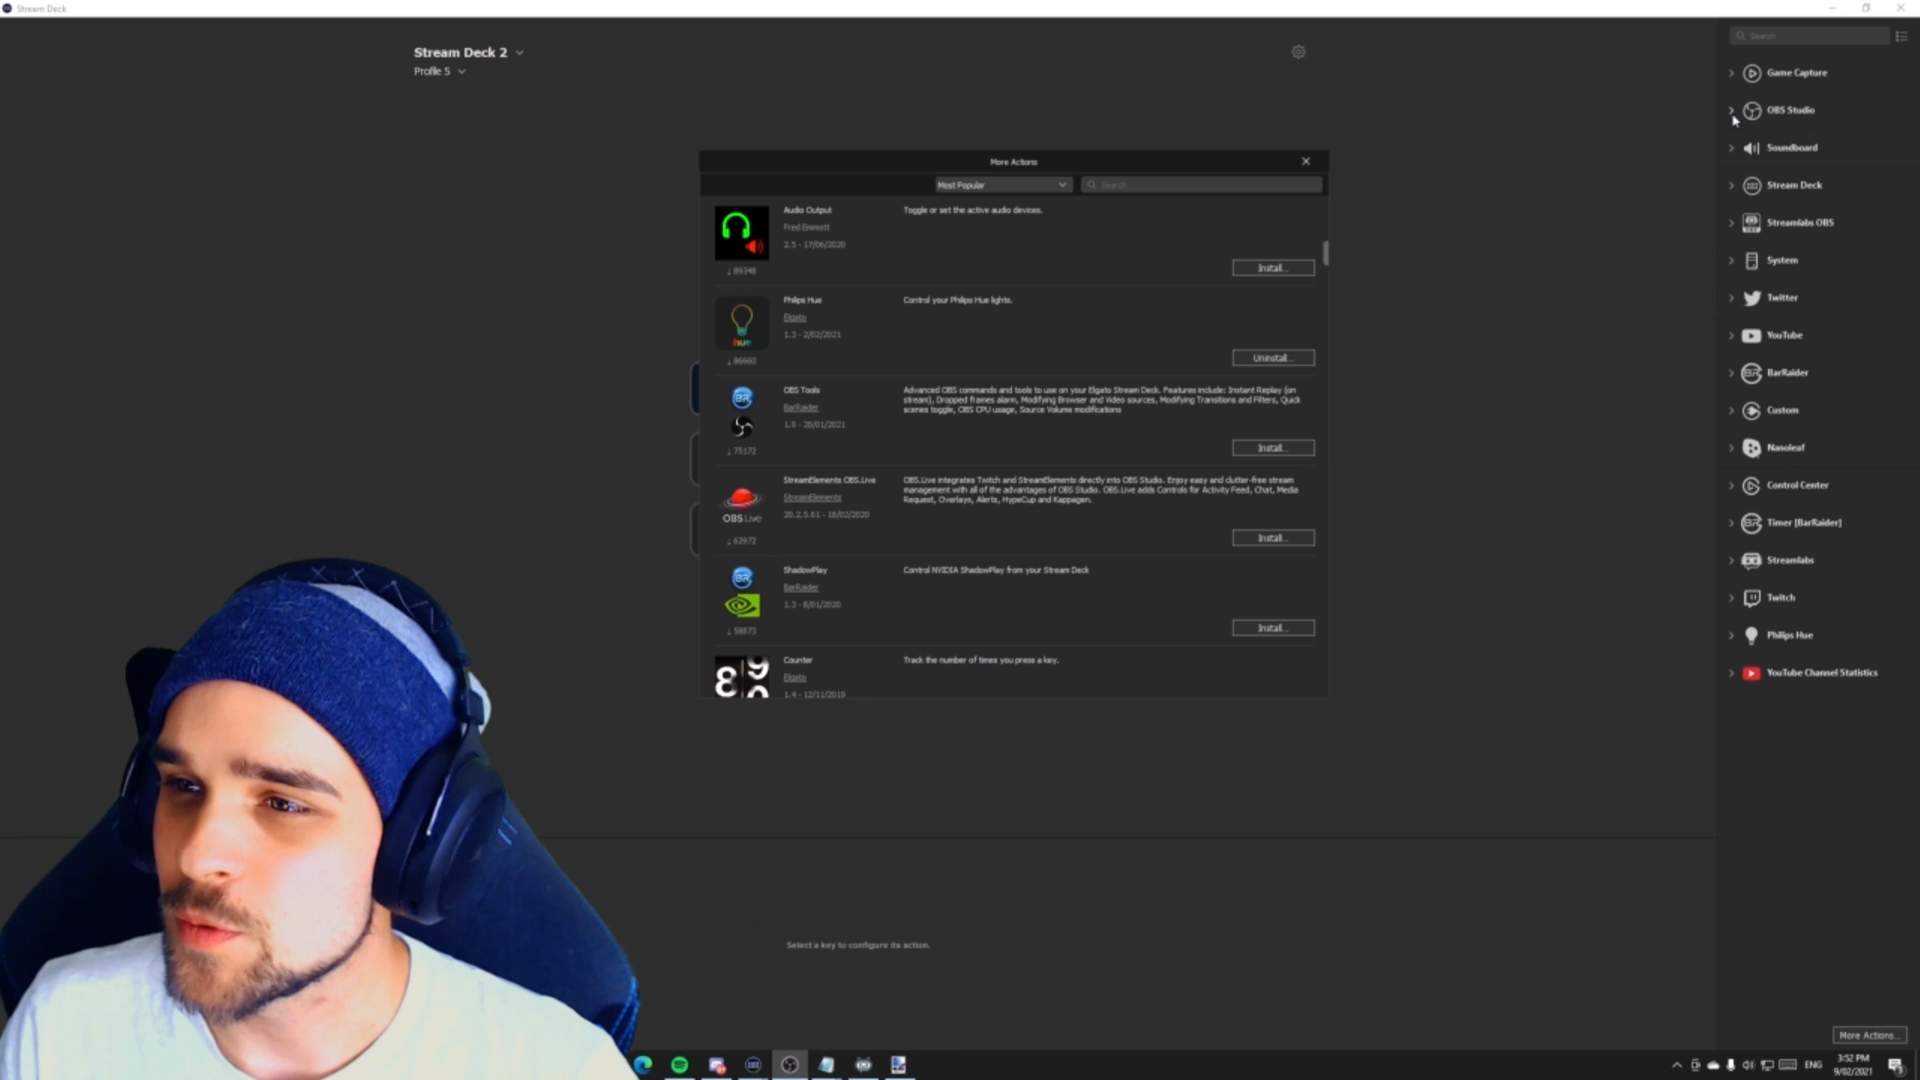 Stream Deck
Stream Deck 2
Profile 5
Search
Game Capture
OBS Studio
Soundboard
Stream Deck
Streamlabs OBS
System
Twitter
YouTube
BarRaider
Custom
Nanoleaf
Control Center
Timer [BarRaider]
Streamlabs
Twitch
Philips Hue
YouTube Channel Statistics
More Actions
Most Popular
Search
Audio Output
Fred Emmott
2.5 - 17/06/2020
89348
Toggle or set the active audio devices.
Install...
hue
Philips Hue
Elgato
1.3 - 2/02/2021
86660
Control your Philips Hue lights.
Uninstall...
BR
OBS Tools
BarRaider
1.9 - 20/01/2021
75172
Advanced OBS commands and tools to use on your Elgato Stream Deck. Features include: Instant Replay (on
stream), Dropped frames alarm, Modifying Browser and Video sources, Modifying Transitions and Filters, Quick
scenes toggle, OBS CPU usage, Source Volume modifications
Install...
OBS.Live
StreamElements OBS.Live
StreamElements
20.2.5.61 - 18/02/2020
62972
OBS.Live integrates Twitch and StreamElements directly into OBS Studio. Enjoy easy and clutter-free stream
management with all of the advantages of OBS Studio. OBS.Live adds Controls for Activity Feed, Chat, Media
Request, Overlays, Alerts, HypeCup and Kappagen.
Install...
BR
ShadowPlay
BarRaider
1.3 - 8/01/2020
58873
Control NVIDIA ShadowPlay from your Stream Deck
Install...
Counter
Elgato
1.4 - 12/11/2019
Track the number of times you press a key.
Select a key to configure its action.
More Actions...
ENG
3:52 PM
9/02/2021